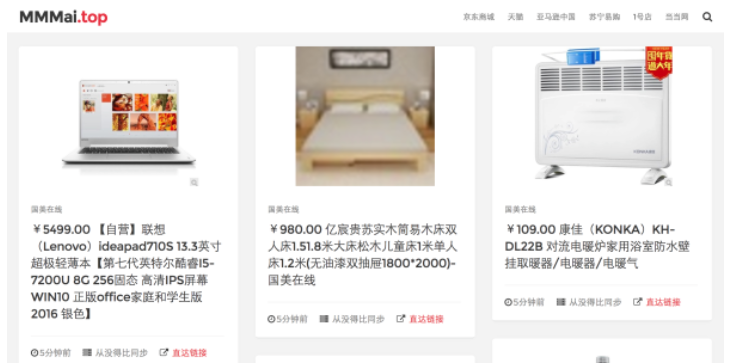 MMMai.top
京东商城 天猫 亚马逊中国 苏宁易购 1号店 当当网
国美在线
￥5499.00 【自营】联想
（Lenovo）ideapad710S 13.3英寸
超极轻薄本【第七代英特尔酷睿I5-
7200U 8G 256固态 高清IPS屏幕
WIN10 正版office家庭和学生版
2016 银色】
5分钟前 从没得比同步 直达链接
国美在线
￥980.00 亿宸贵苏实木简易木床双
人床1.51.8米大床松木儿童床1米单人
床1.2米(无油漆双抽屉1800*2000)-
国美在线
5分钟前 从没得比同步 直达链接
KONKA
国美在线
￥109.00 康佳（KONKA）KH-
DL22B 对流电暖炉家用浴室防水壁
挂取暖器/电暖器/电暖气
5分钟前 从没得比同步 直达链接